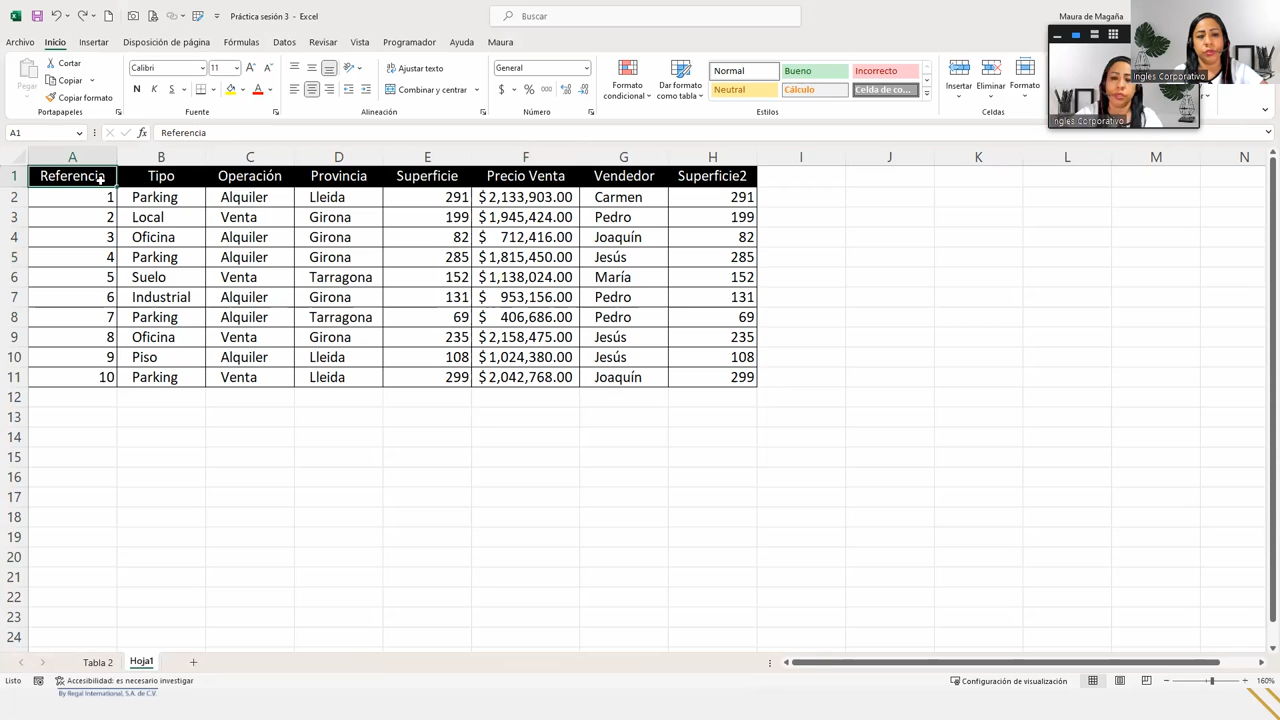 Práctica sesión 3 - Excel
Buscar
Maura de Magaña
Archivo Inicio Insertar Disposición de página Fórmulas Datos Revisar Vista Programador Ayuda Maura
Pegar
Cortar
Copiar
Copiar formato
Portapapeles
Calibri 11
N K S
Fuente
Ajustar texto
Combinar y centrar
Alineación
General
$ % 000
Número
Formato condicional
Dar formato como tabla
Normal Bueno Incorrecto
Neutral Cálculo Celda de co...
Estilos
Insertar Eliminar Formato
Celdas
Ingles Corporativo
Ingles Corporativo
A1 fx Referencia
A B C D E F G H I J K L M N
1 Referencia Tipo Operación Provincia Superficie Precio Venta Vendedor Superficie2
2 1 Parking Alquiler Lleida 291 $ 2,133,903.00 Carmen 291
3 2 Local Venta Girona 199 $ 1,945,424.00 Pedro 199
4 3 Oficina Alquiler Girona 82 $ 712,416.00 Joaquín 82
5 4 Parking Alquiler Girona 285 $ 1,815,450.00 Jesús 285
6 5 Suelo Venta Tarragona 152 $ 1,138,024.00 María 152
7 6 Industrial Alquiler Girona 131 $ 953,156.00 Pedro 131
8 7 Parking Alquiler Tarragona 69 $ 406,686.00 Pedro 69
9 8 Oficina Venta Girona 235 $ 2,158,475.00 Jesús 235
10 9 Piso Alquiler Lleida 108 $ 1,024,380.00 Jesús 108
11 10 Parking Venta Lleida 299 $ 2,042,768.00 Joaquín 299
12
13
14
15
16
17
18
19
20
21
22
23
24
Tabla 2 Hoja1
Listo Accesibilidad: es necesario investigar Configuración de visualización 160%
By Regal International, S.A. de C.V.